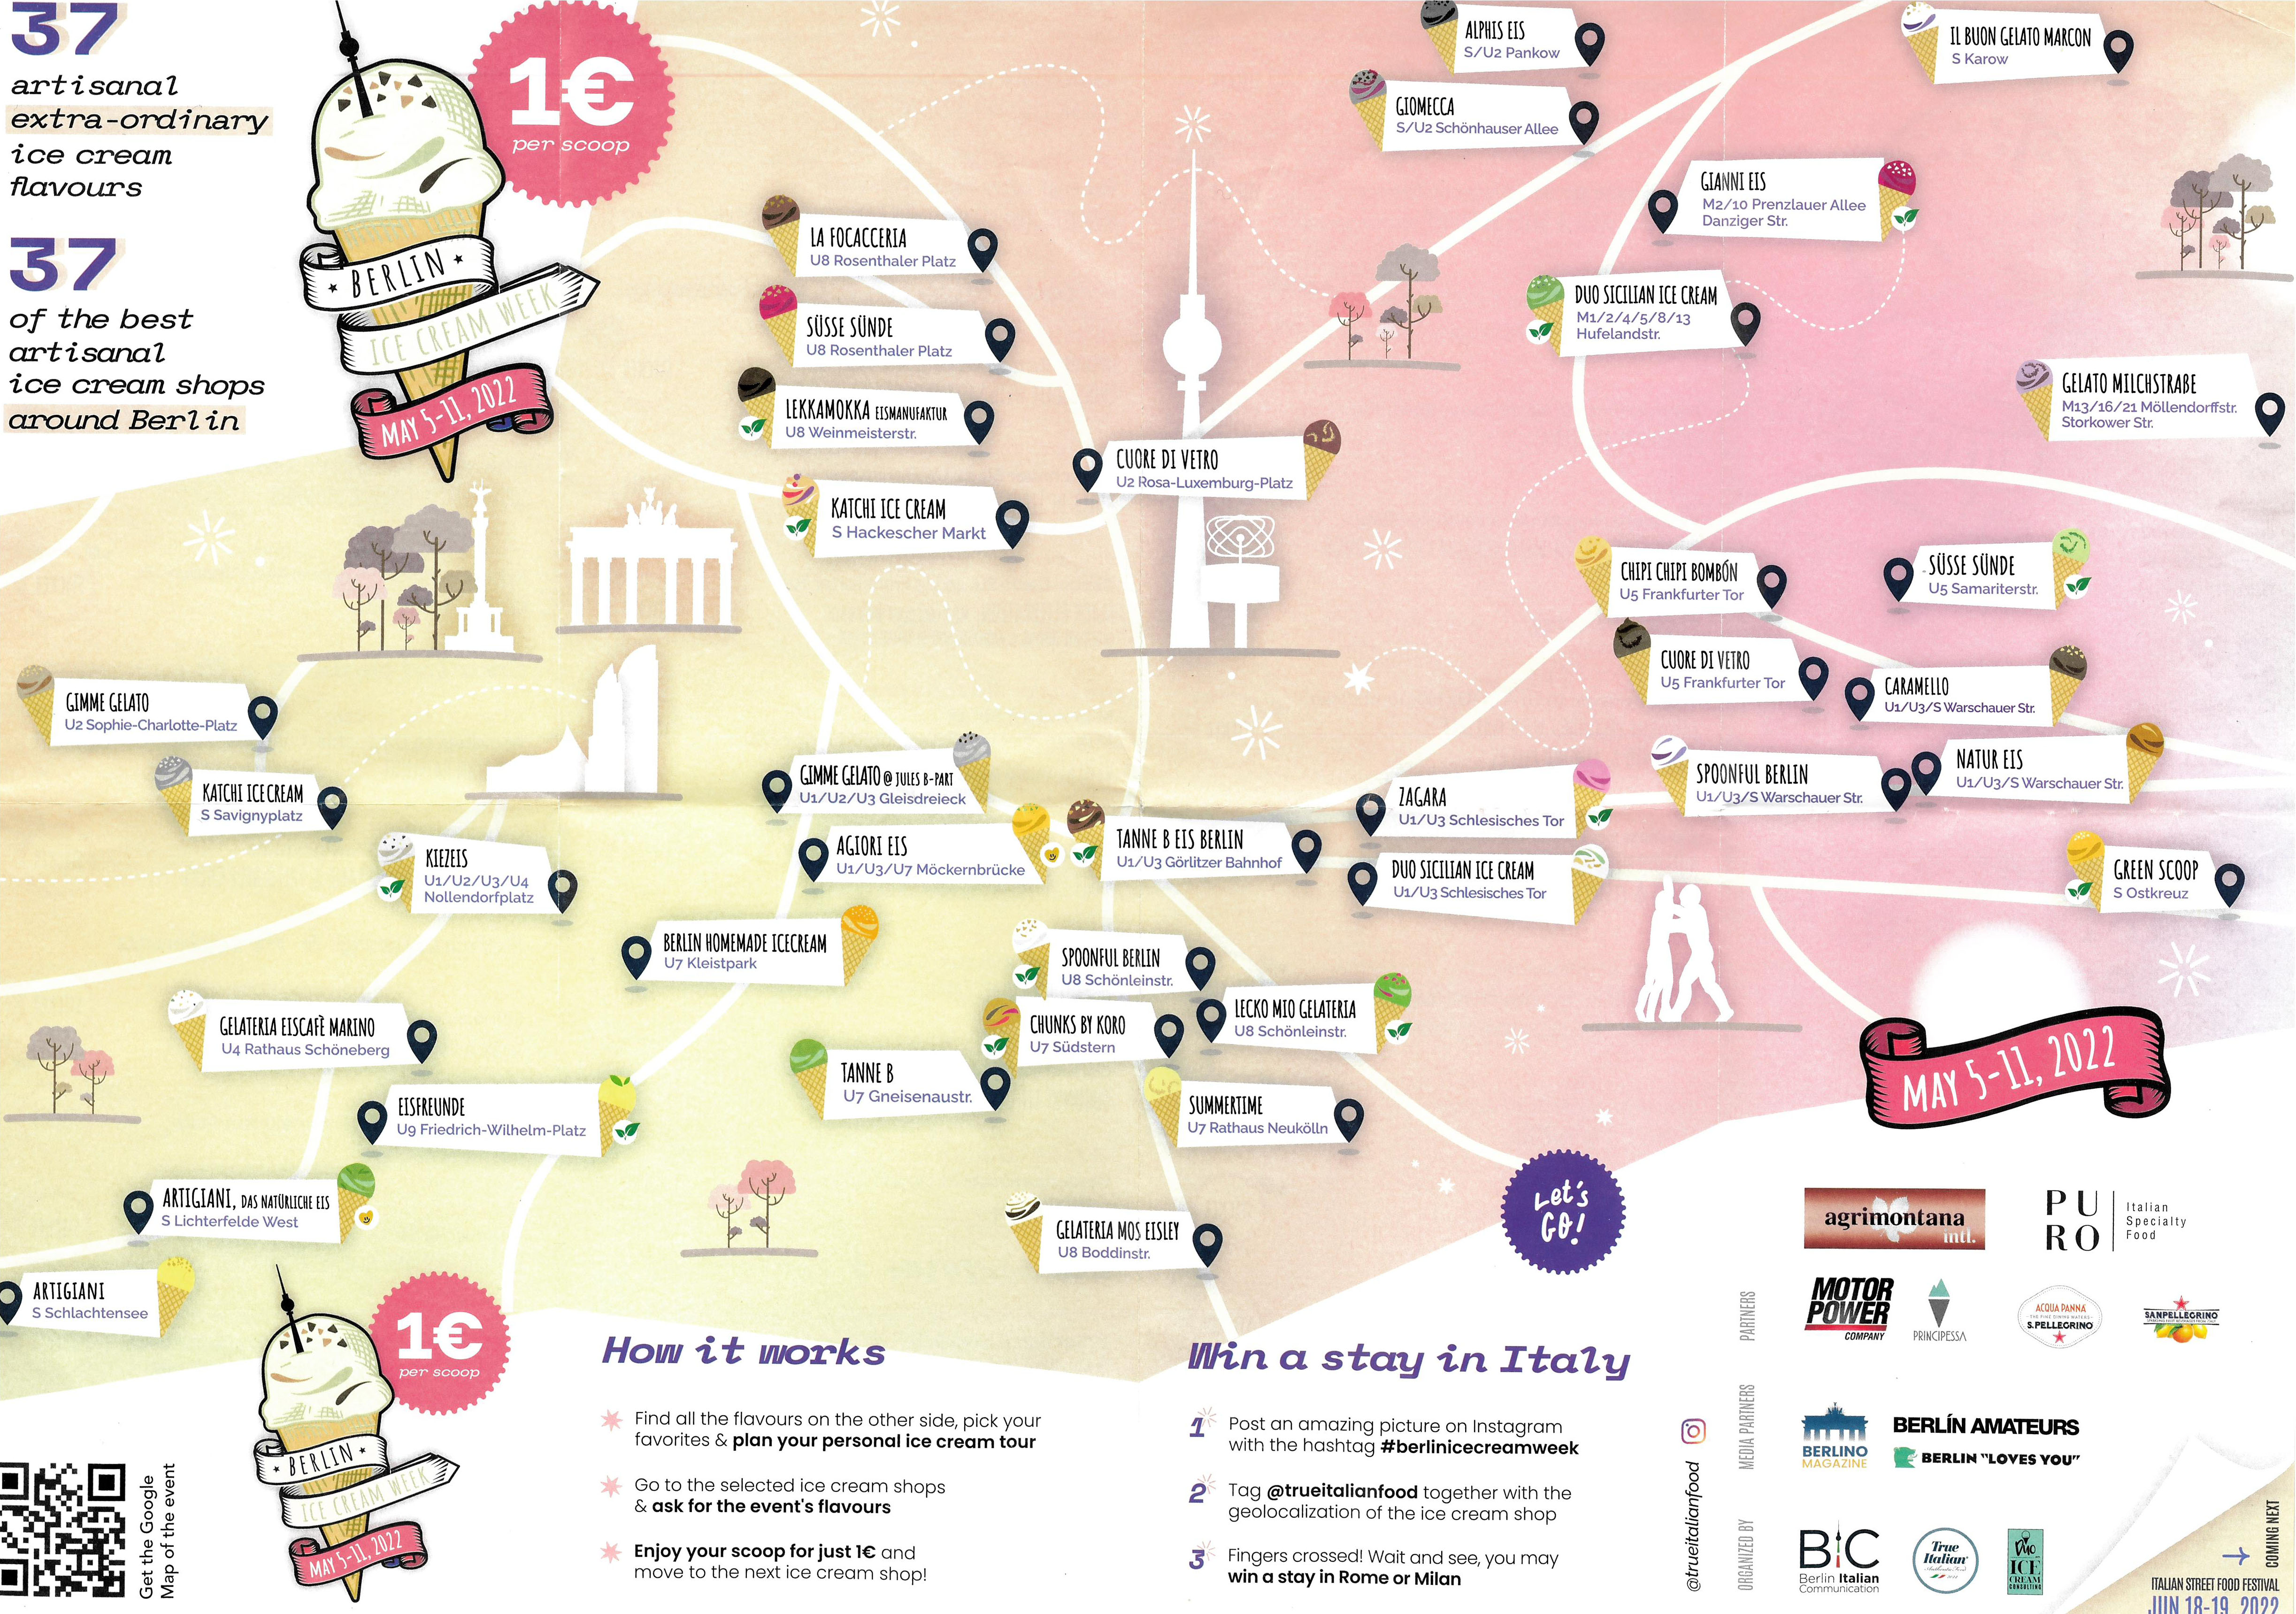 37
artisanal
extra-ordinary
ice cream
flavours
37
of the best
artisanal
ice cream shops
around Berlin
1€
per scoop
BERLIN
ICE CREAM WEEK
MAY 5-11, 2022
ALPHIS EIS
S/U2 Pankow
IL BUON GELATO MARCON
S Karow
GIOMECCA
S/U2 Schönhauser Allee
GIANNI EIS
M2/10 Prenzlauer Allee
Danziger Str.
LA FOCACCERIA
U8 Rosenthaler Platz
SÜSSE SÜNDE
U8 Rosenthaler Platz
DUO SICILIAN ICE CREAM
M1/2/4/5/8/13
Hufelandstr.
LEKKAMOKKA EISMANUFAKTUR
U8 Weinmeisterstr.
GELATO MILCHSTRAßE
M13/16/21 Möllendorffstr.
Storkower Str.
CUORE DI VETRO
U2 Rosa-Luxemburg-Platz
KATCHI ICE CREAM
S Hackescher Markt
CHIPI CHIPI BOMBÓN
U5 Frankfurter Tor
SÜSSE SÜNDE
U5 Samariterstr.
CUORE DI VETRO
U5 Frankfurter Tor
CARAMELLO
U1/U3/S Warschauer Str.
GIMME GELATO
U2 Sophie-Charlotte-Platz
KATCHI ICE CREAM
S Savignyplatz
GIMME GELATO @ JULES B-PART
U1/U2/U3 Gleisdreieck
SPOONFUL BERLIN
U1/U3/S Warschauer Str.
NATUR EIS
U1/U3/S Warschauer Str.
ZAGARA
U1/U3 Schlesisches Tor
KIEZEIS
U1/U2/U3/U4
Nollendorfplatz
AGIORI EIS
U1/U3/U7 Möckernbrücke
TANNE B EIS BERLIN
U1/U3 Görlitzer Bahnhof
DUO SICILIAN ICE CREAM
U1/U3 Schlesisches Tor
GREEN SCOOP
S Ostkreuz
BERLIN HOMEMADE ICECREAM
U7 Kleistpark
SPOONFUL BERLIN
U8 Schönleinstr.
GELATERIA EISCAFÈ MARINO
U4 Rathaus Schöneberg
CHUNKS BY KORO
U7 Südstern
LECKO MIO GELATERIA
U8 Schönleinstr.
TANNE B
U7 Gneisenaustr.
EISFREUNDE
U9 Friedrich-Wilhelm-Platz
SUMMERTIME
U7 Rathaus Neukölln
MAY 5-11, 2022
ARTIGIANI, DAS NATÜRLICHE EIS
S Lichterfelde West
GELATERIA MOS EISLEY
U8 Boddinstr.
ARTIGIANI
S Schlachtensee
Let's
GO!
1€
per scoop
BERLIN
ICE CREAM WEEK
MAY 5-11, 2022
Get the Google
Map of the event
How it works
Find all the flavours on the other side, pick your
favorites & plan your personal ice cream tour
Go to the selected ice cream shops
& ask for the event's flavours
Enjoy your scoop for just 1€ and
move to the next ice cream shop!
Win a stay in Italy
1 Post an amazing picture on Instagram
with the hashtag #berlinicecreamweek
2 Tag @trueitalianfood together with the
geolocalization of the ice cream shop
3 Fingers crossed! Wait and see, you may
win a stay in Rome or Milan
@trueitalianfood
PARTNERS
agrimontana
intl.
PURO
Italian
Specialty
Food
MOTOR
POWER
COMPANY
PRINCIPESSA
ACQUA PANNA
S.PELLEGRINO
SANPELLEGRINO
MEDIA PARTNERS
BERLINO
MAGAZINE
BERLÍN AMATEURS
BERLIN "LOVES YOU"
ORGANIZED BY
BiC
Berlin Italian
Communication
True
Italian
Duo
ICE
CREAM
CONSULTING
COMING NEXT
ITALIAN STREET FOOD FESTIVAL
JUN 18-19, 2022